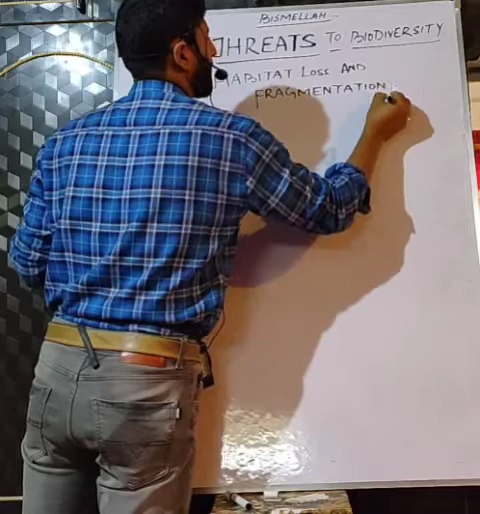 BISMELLAH
THREATS TO BIODIVERSITY
HABITAT LOSS AND
FRAGMENTATION